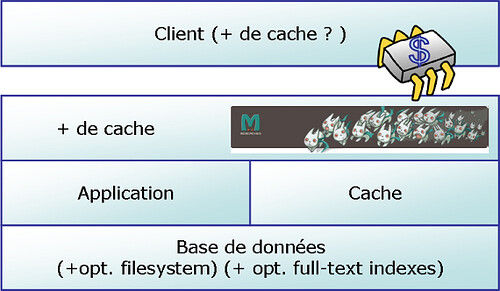 Client (+ de cache ? )
$
+ de cache
M
Application
Cache
Base de données
(+opt. filesystem) (+ opt. full-text indexes)